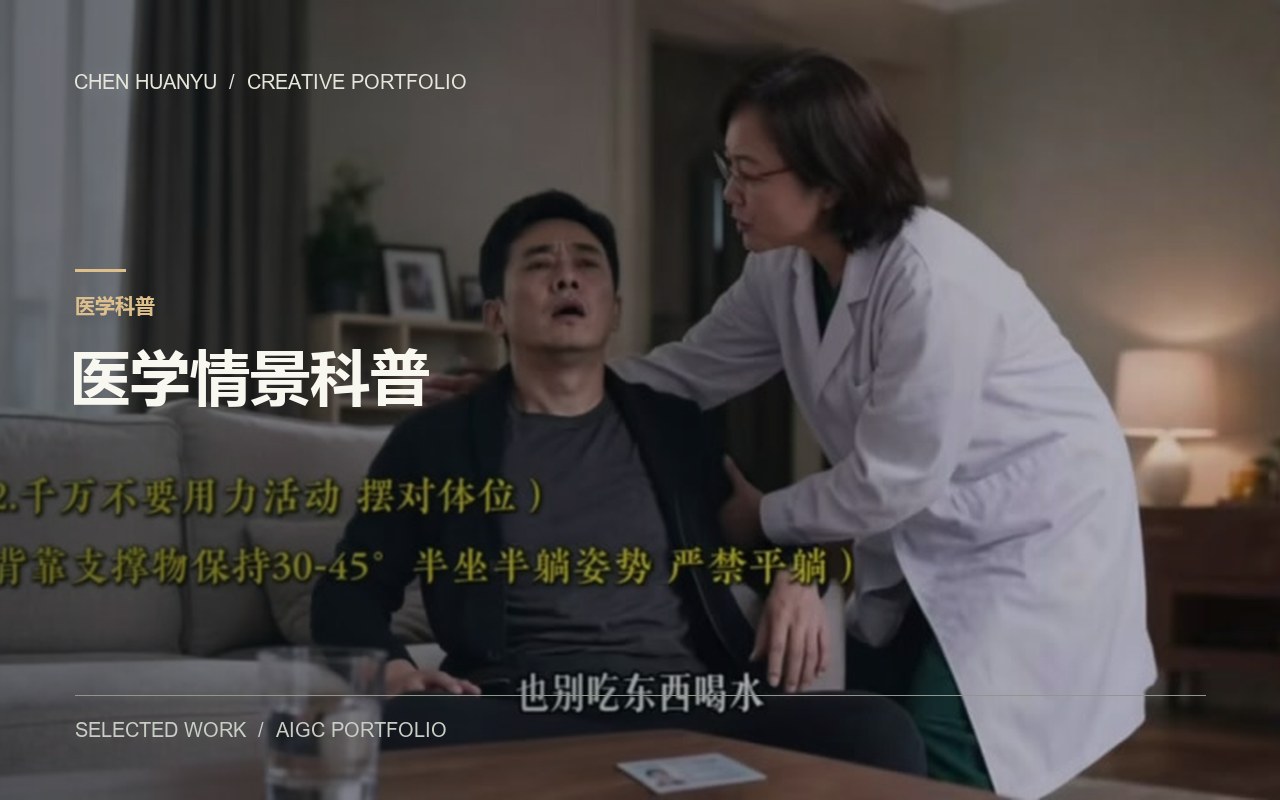 CHEN HUANYU / CREATIVE PORTFOLIO
医学科普
医学情景科普
2.千万不要用力活动 摆对体位）
背靠支撑物保持30-45° 半坐半躺姿势 严禁平躺）
也别吃东西喝水
SELECTED WORK / AIGC PORTFOLIO